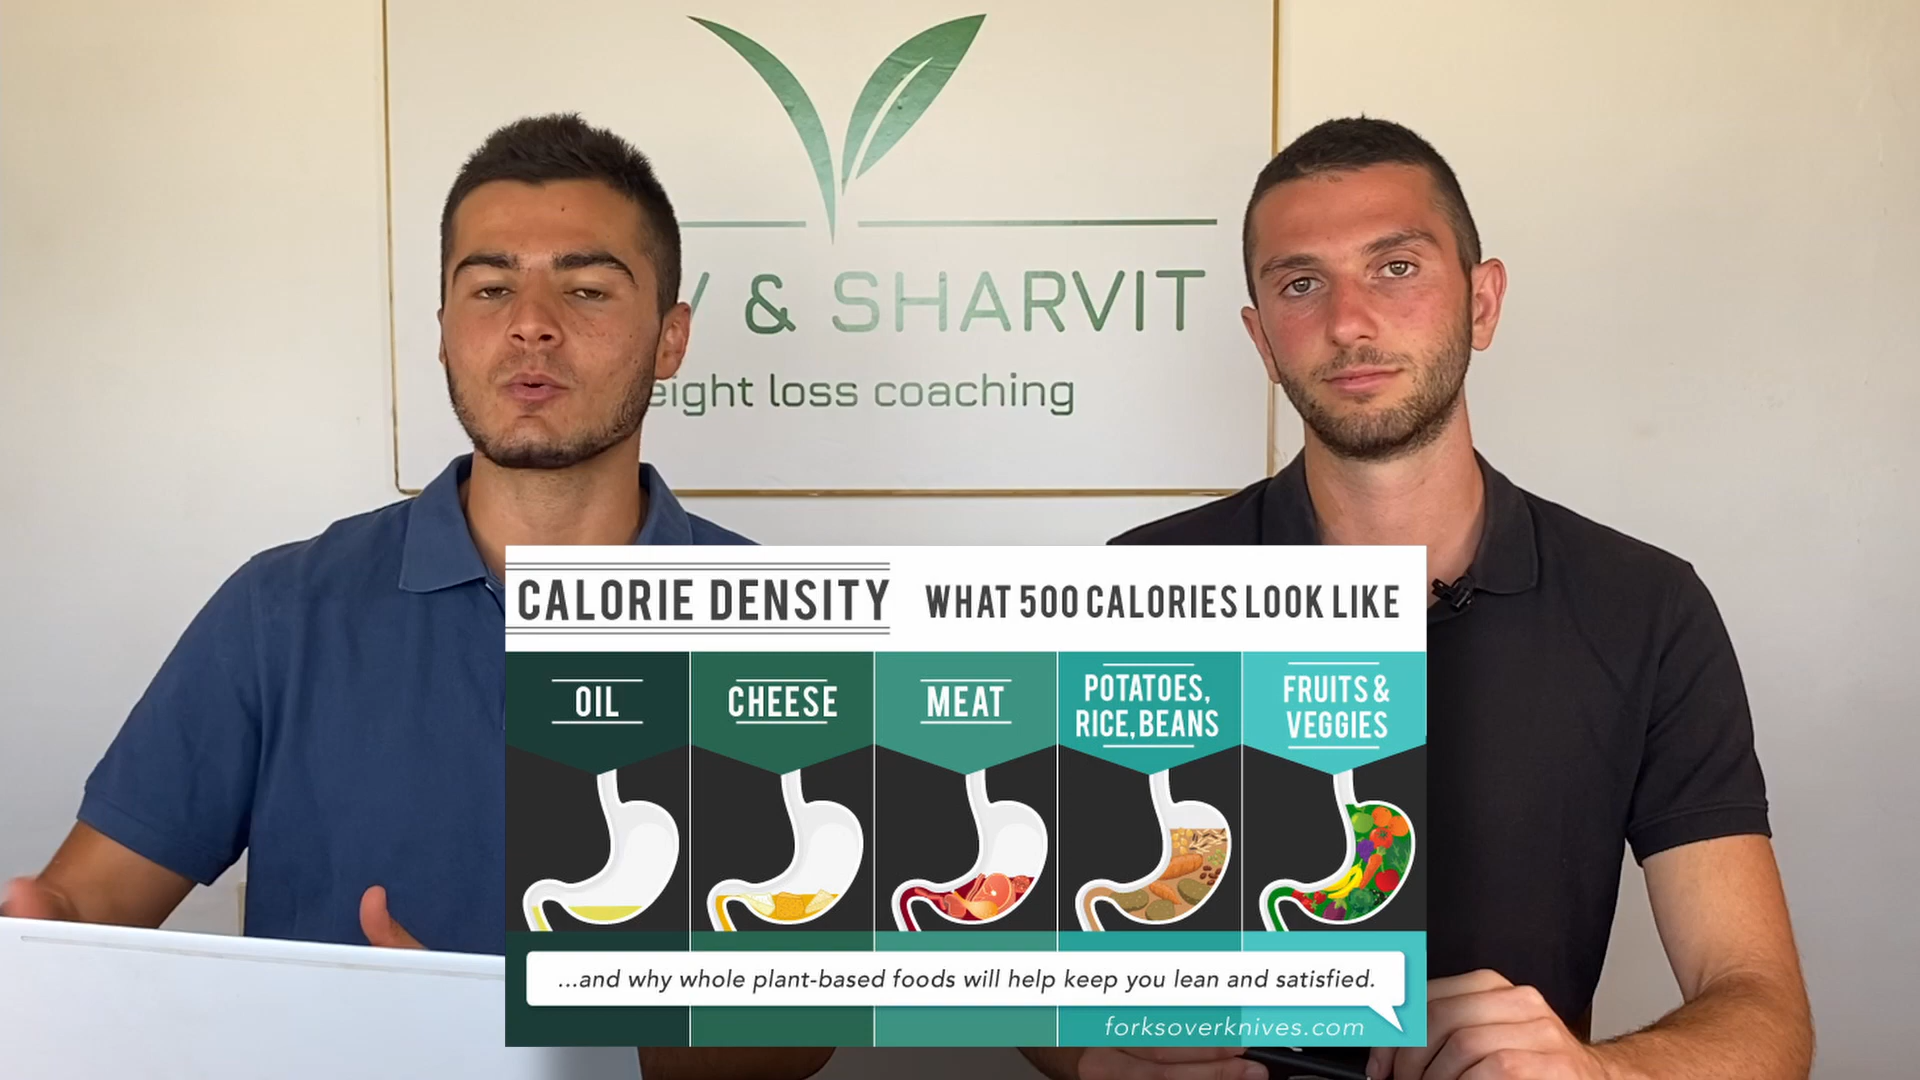 & SHARVIT
weight loss coaching
CALORIE DENSITY
WHAT 500 CALORIES LOOK LIKE
OIL
CHEESE
MEAT
POTATOES,
RICE, BEANS
FRUITS &
VEGGIES
...and why whole plant-based foods will help keep you lean and satisfied.
forksoverknives.com